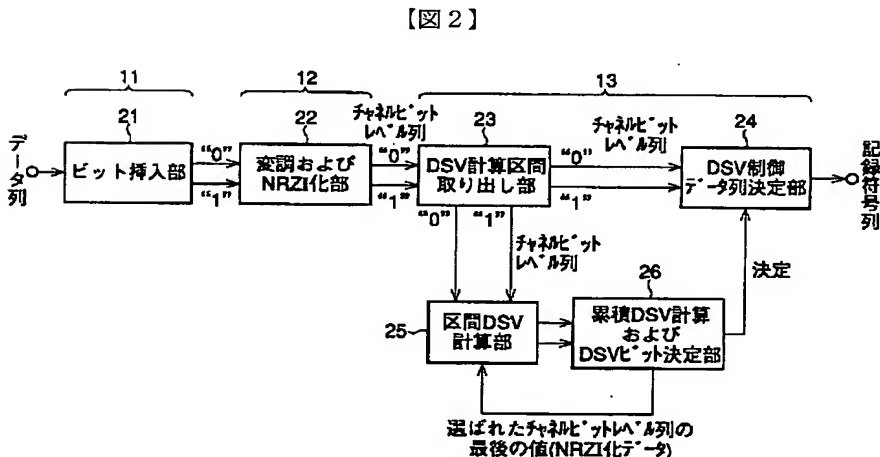 【図２】
11
12
13
21
22
23
24
データ列
ビット挿入部
“0”
“1”
変調および
NRZI化部
チャネルビット
レベル列
“0”
“1”
DSV計算区間
取り出し部
チャネルビット
レベル列
“0”
“1”
DSV制御
データ列決定部
記録符号列
“0”
“1”
チャネルビット
レベル列
決定
25
区間DSV
計算部
26
累積DSV計算
および
DSVビット決定部
選ばれたチャネルビットレベル列の
最後の値(NRZI化データ)